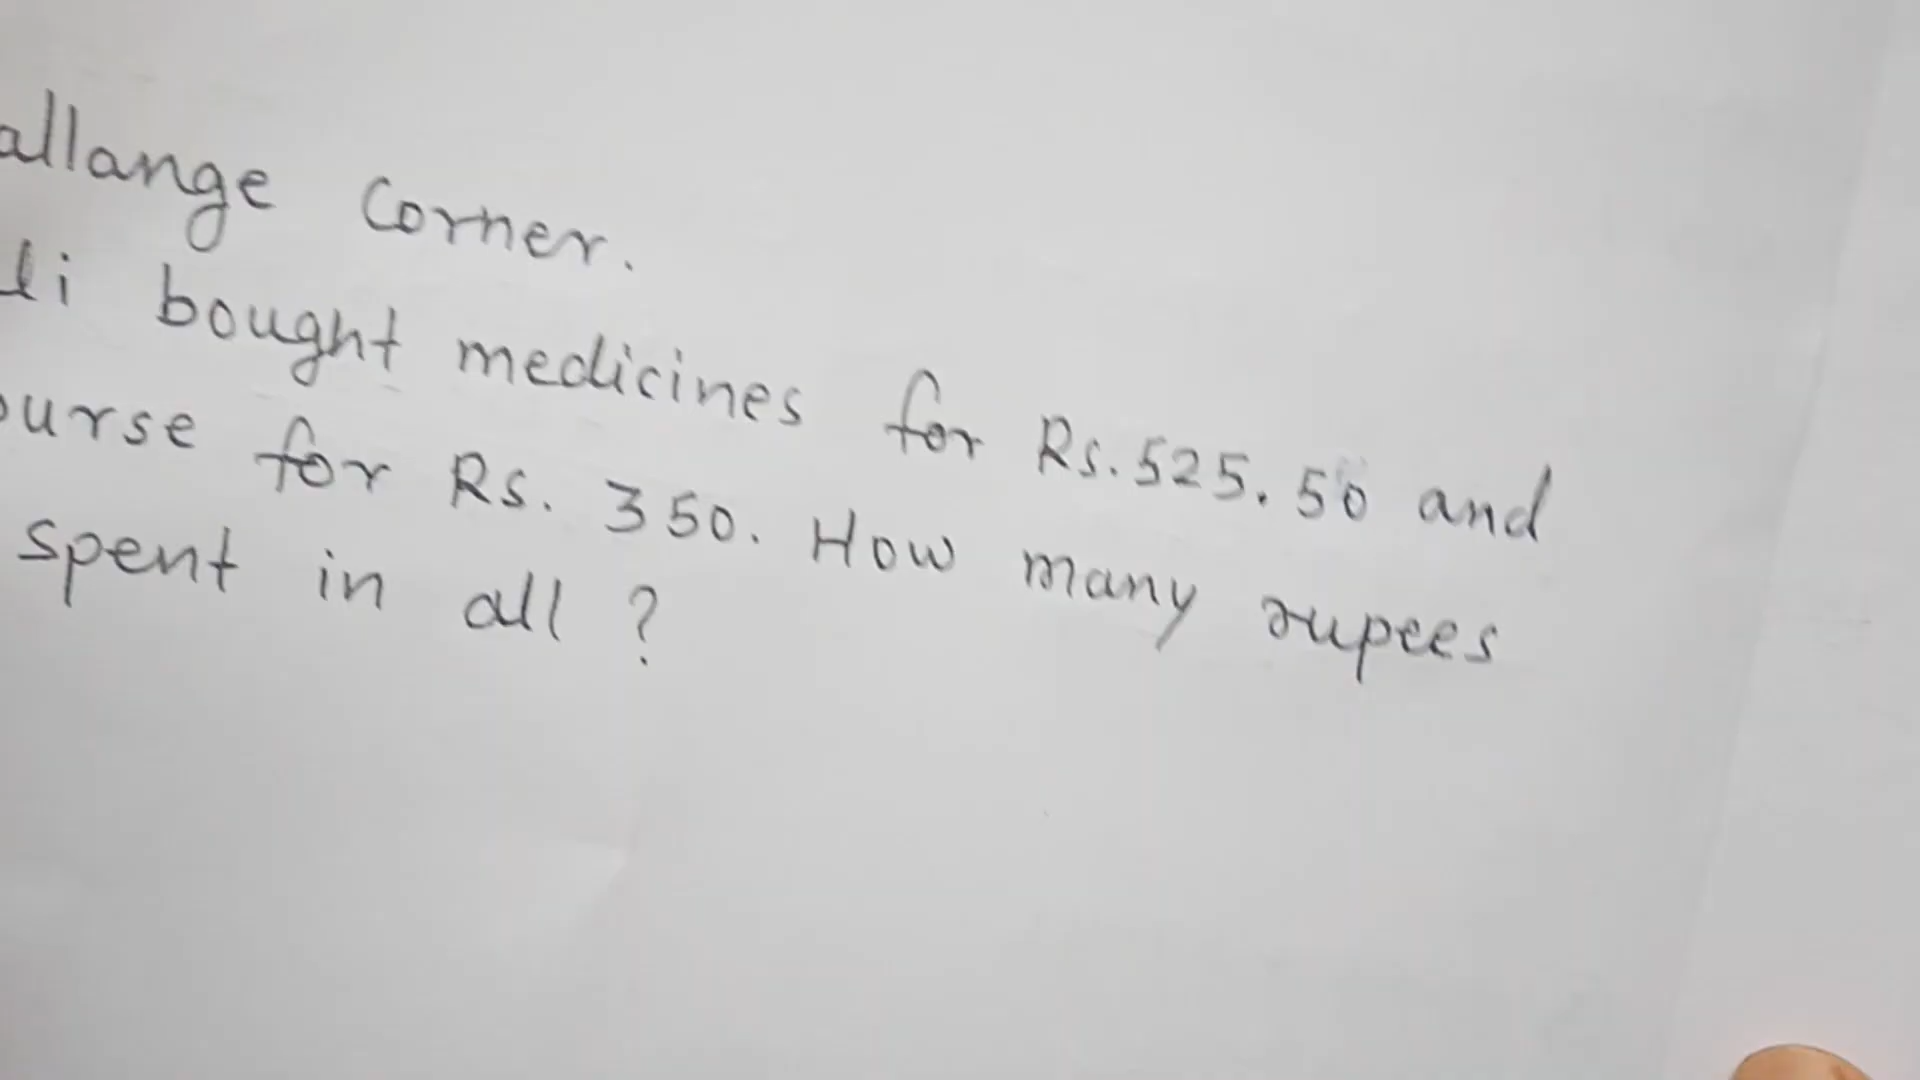 allange Corner.
li bought medicines for Rs.525.50 and
urse for Rs. 350. How many rupees
spent in all ?